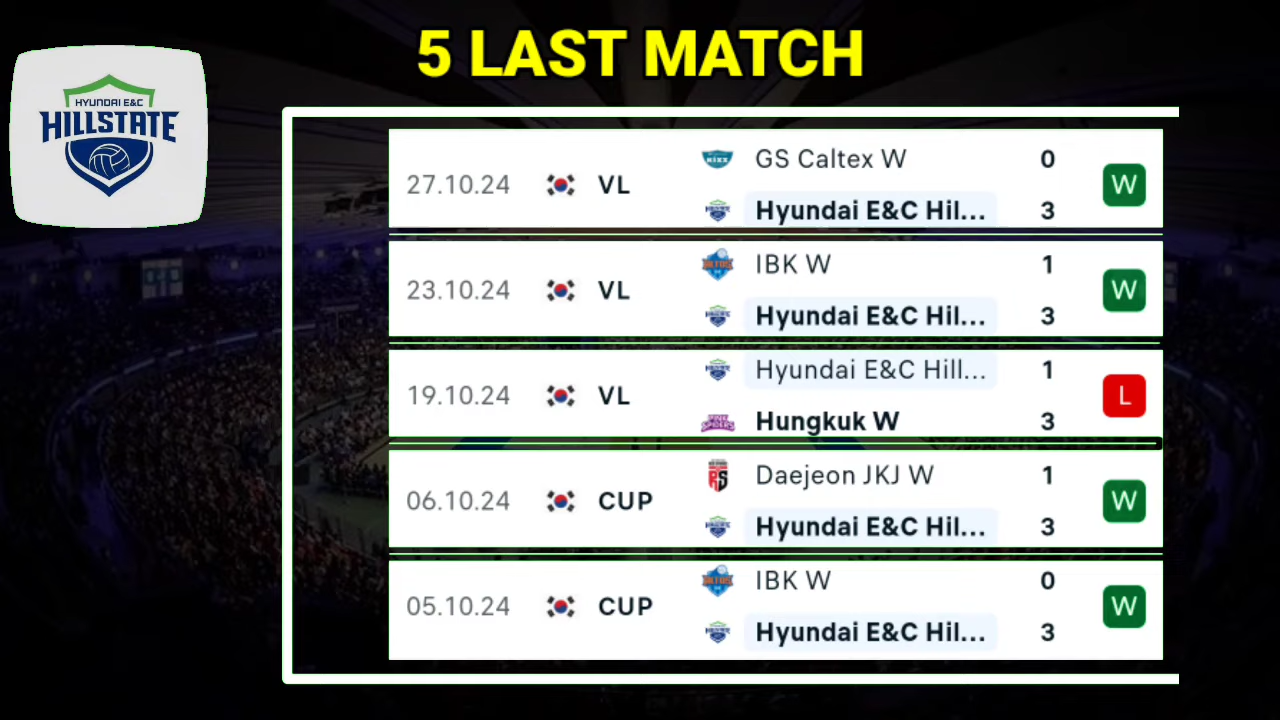 5 LAST MATCH
HYUNDAI E&C
HILLSTATE
27.10.24 VL GS Caltex W 0 W
Hyundai E&C Hil... 3
23.10.24 VL IBK W 1 W
Hyundai E&C Hil... 3
19.10.24 VL Hyundai E&C Hill... 1 L
Hungkuk W 3
06.10.24 CUP Daejeon JKJ W 1 W
Hyundai E&C Hil... 3
05.10.24 CUP IBK W 0 W
Hyundai E&C Hil... 3